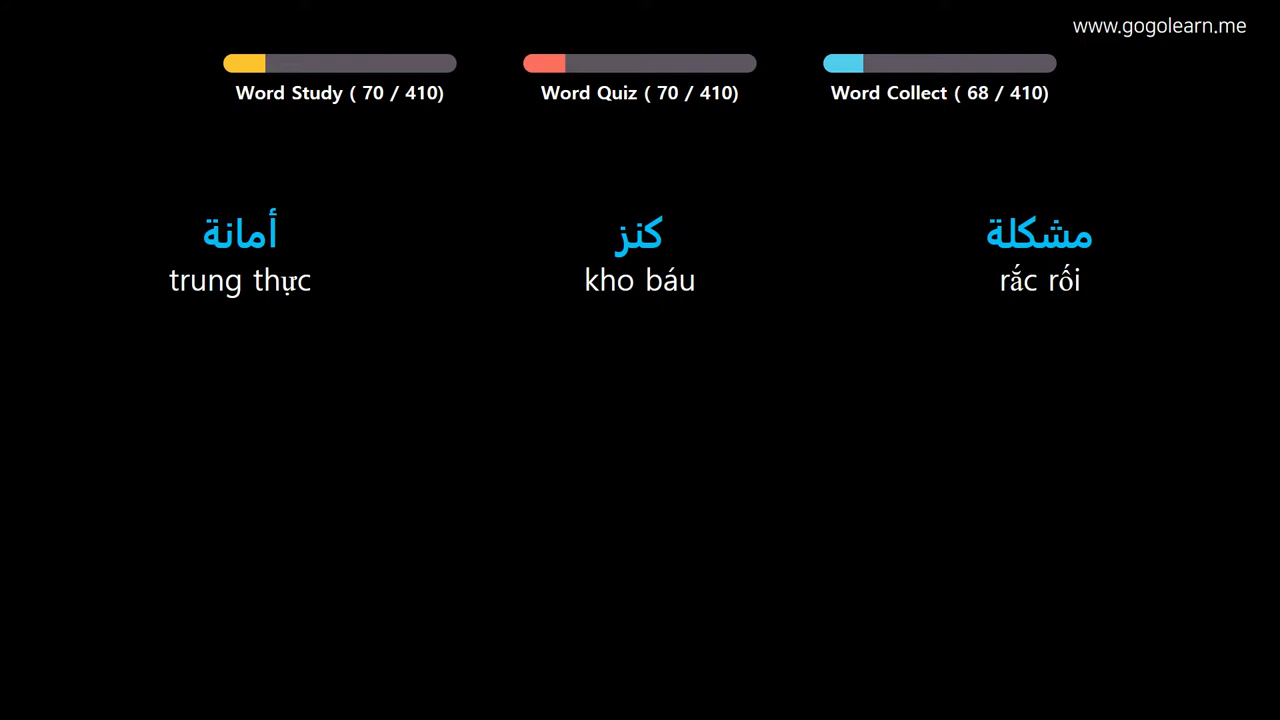 www.gogolearn.me
Word Study ( 70 / 410)
Word Quiz ( 70 / 410)
Word Collect ( 68 / 410)
أمانة
trung thực
كنز
kho báu
مشكلة
rắc rối